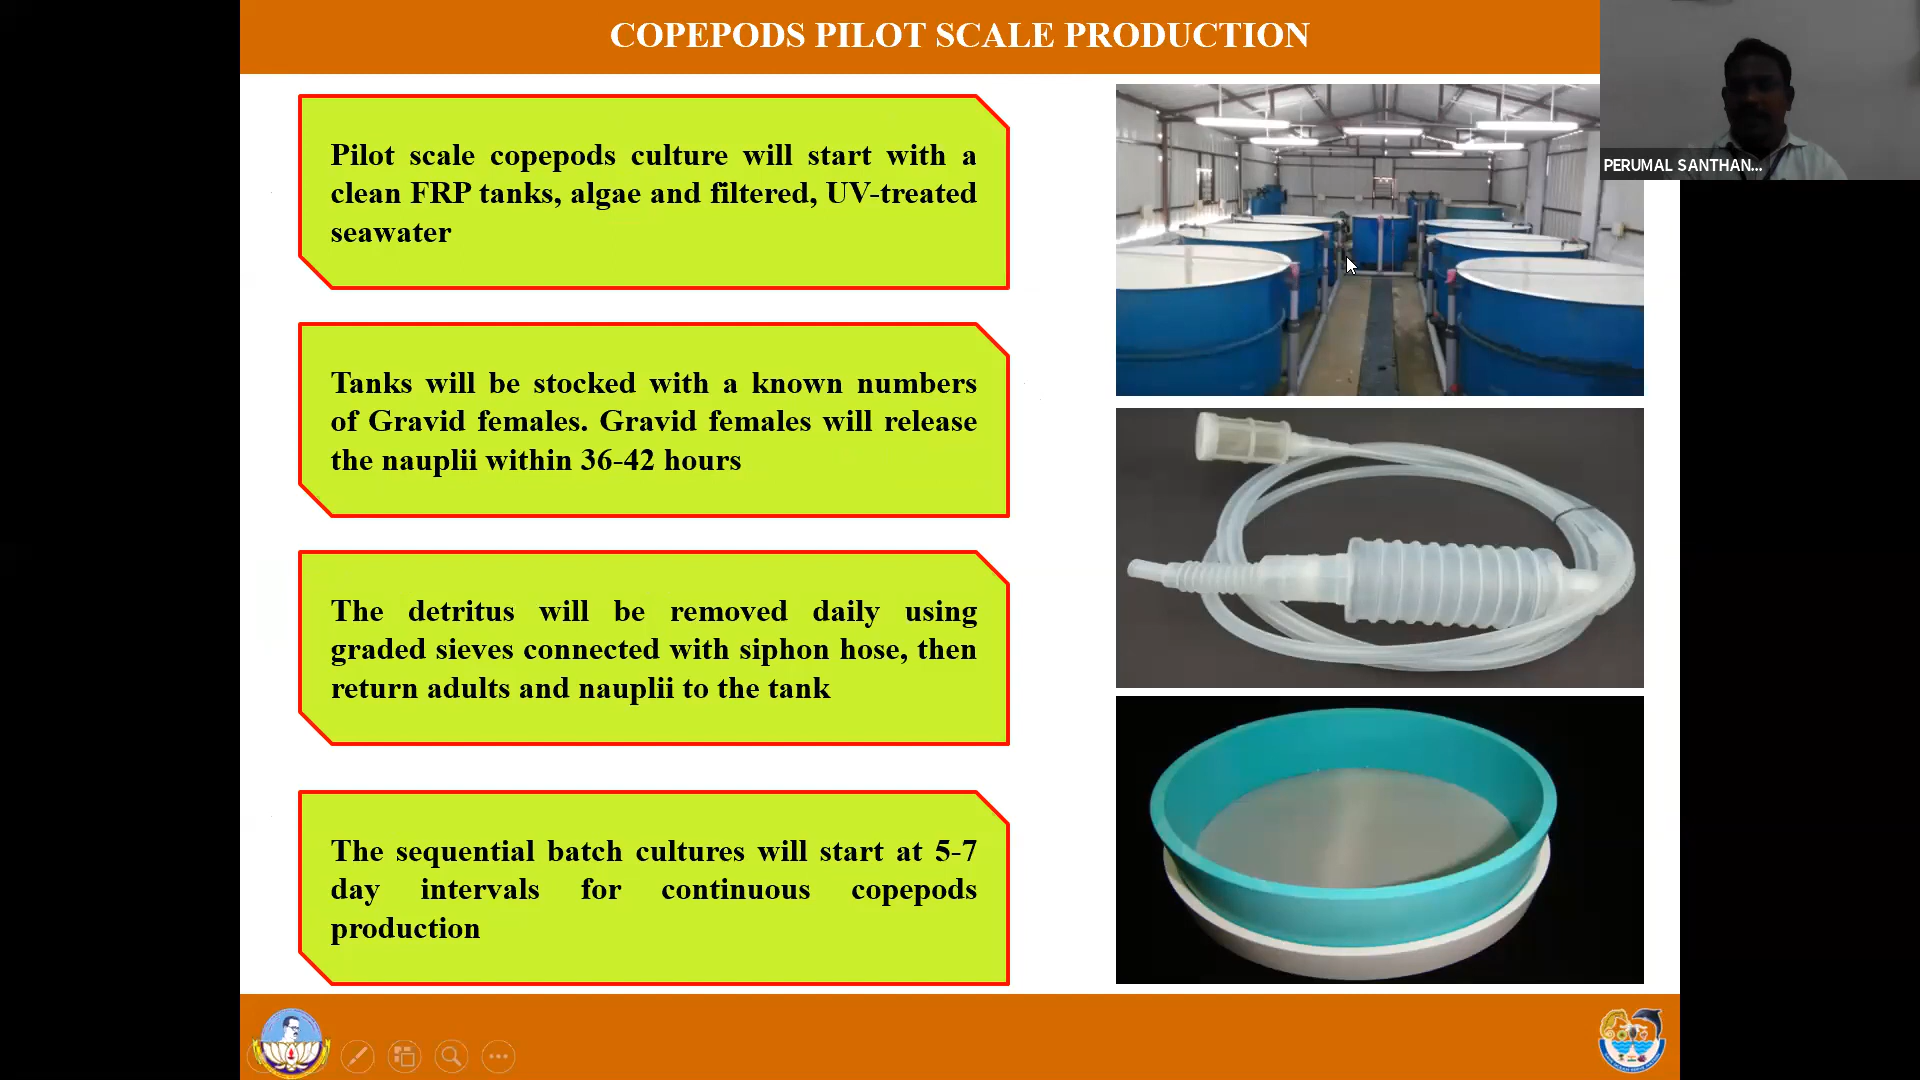 COPEPODS PILOT SCALE PRODUCTION
PERUMAL SANTHAN...
Pilot scale copepods culture will start with a
clean FRP tanks, algae and filtered, UV-treated
seawater
Tanks will be stocked with a known numbers
of Gravid females. Gravid females will release
the nauplii within 36-42 hours
The detritus will be removed daily using
graded sieves connected with siphon hose, then
return adults and nauplii to the tank
The sequential batch cultures will start at 5-7
day intervals for continuous copepods
production